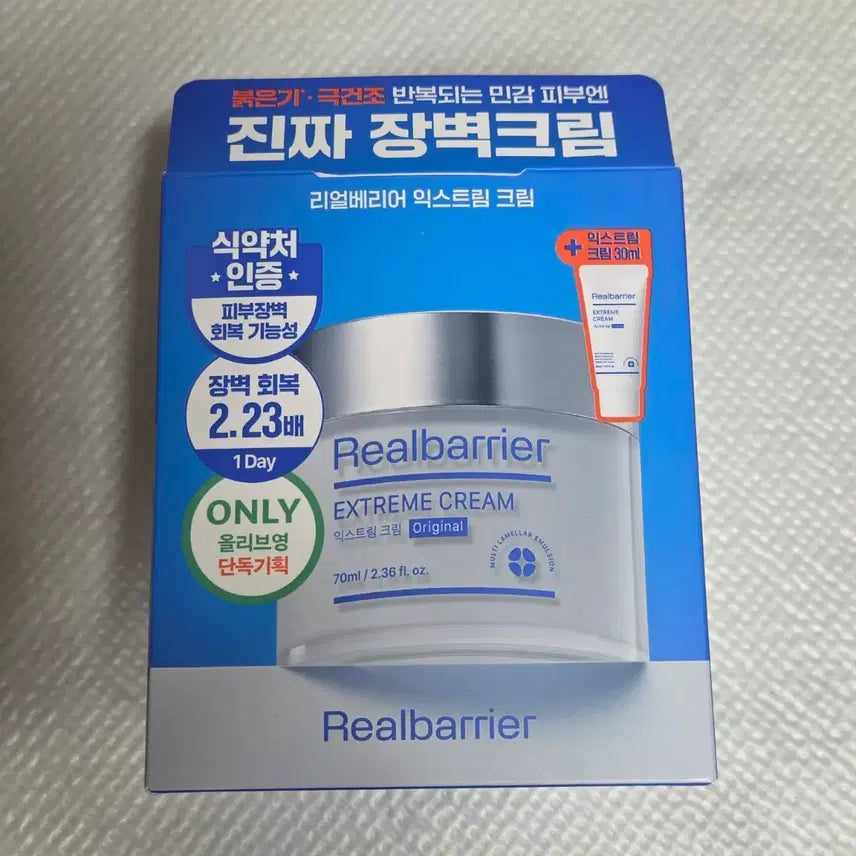 붉은기* · 극건조 반복되는 민감 피부엔
진짜 장벽크림
리얼베리어 익스트림 크림
식약처
인증
피부장벽
회복 기능성
장벽 회복
2.23배
1Day
ONLY
올리브영
단독기획
+ 익스트림
크림 30ml
Realbarrier
EXTREME
CREAM
Realbarrier
EXTREME CREAM
익스트림 크림 Original
MULTI LAMELLAR EMULSION
70ml / 2.36 fl. oz.
Realbarrier